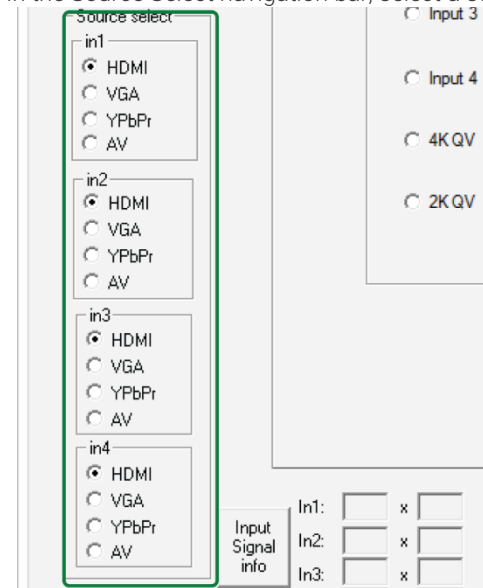 Source select
in1
HDMI
VGA
YPbPr
AV
in2
HDMI
VGA
YPbPr
AV
in3
HDMI
VGA
YPbPr
AV
in4
HDMI
VGA
YPbPr
AV
Input 3
Input 4
4K QV
2K QV
Input
Signal
info
In1: x
In2: x
In3: x